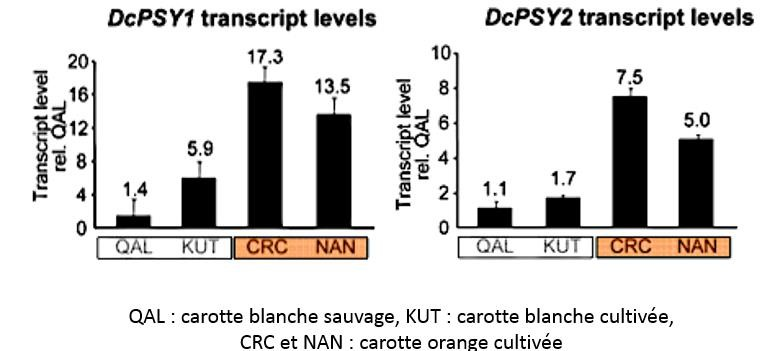 DcPSY1 transcript levels
Transcript level
rel. QAL
20
16
12
8
4
0
1.4
5.9
17.3
13.5
QAL KUT CRC NAN
DcPSY2 transcript levels
Transcript level
rel. QAL
10
8
6
4
2
0
1.1
1.7
7.5
5.0
QAL KUT CRC NAN
QAL : carotte blanche sauvage, KUT : carotte blanche cultivée,
CRC et NAN : carotte orange cultivée